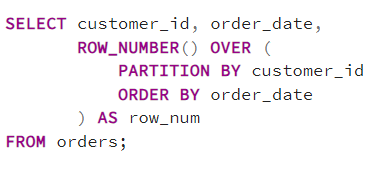 SELECT customer_id, order_date,
       ROW_NUMBER() OVER (
           PARTITION BY customer_id
           ORDER BY order_date
       ) AS row_num
FROM orders;